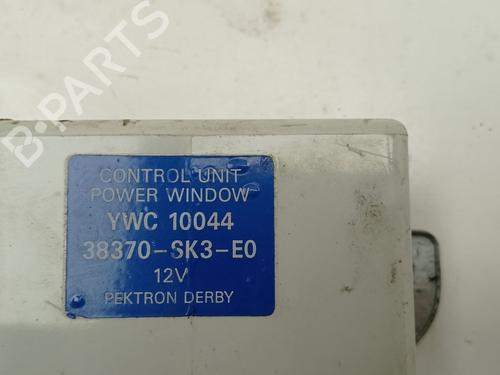 B-PARTS
CONTROL UNIT
POWER WINDOW
YWC 10044
38370-SK3-E0
12V
PEKTRON DERBY